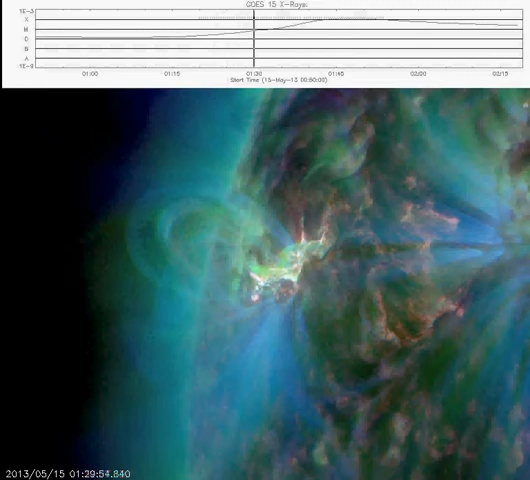 GOES 15 X-Rays:
1E-3
X
M
C
B
A
1E-9
01:00 01:15 01:30 01:45 02:00 02:15
Start Time (15-May-13 00:50:00)
2013/05/15 01:29:54.840